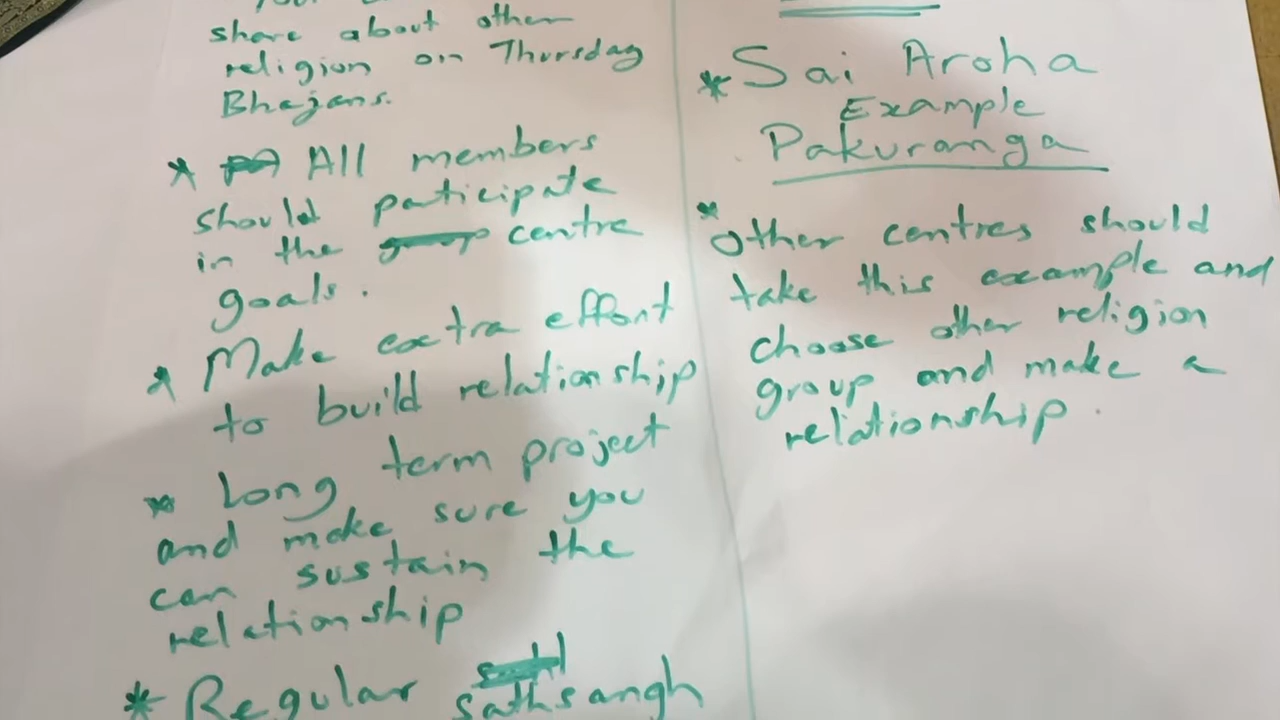 share about other
religion on Thursday
Bhajans.
* All members
should participate
in the centre
goals.
* Make extra effort
to build relationship
* Long term project
and make sure you
can sustain the
relationship
* Regular
sathsangh
* Sai Aroha
Example
Pakuranga
* Other centres should
take this example and
choose other religion
group and make a
relationship.